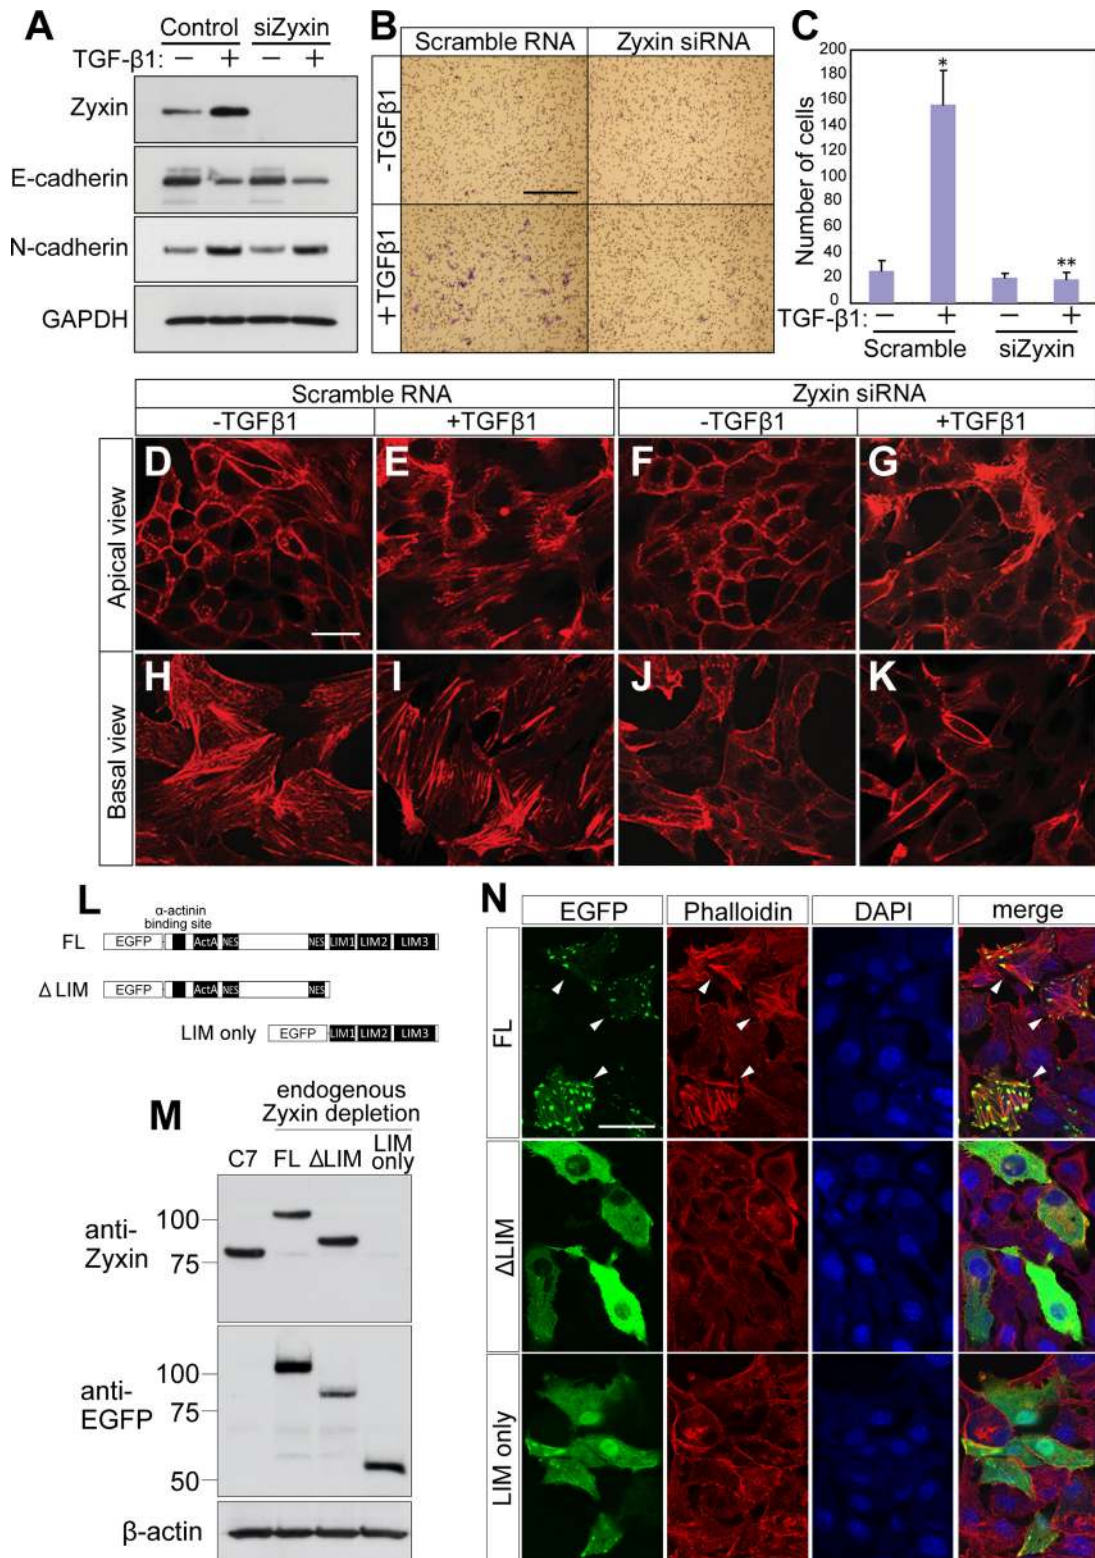 A
Control siZyxin
TGF-β1: − + − +
Zyxin
E-cadherin
N-cadherin
GAPDH
B
Scramble RNA Zyxin siRNA
-TGFβ1
+TGFβ1
C
Number of cells
200
180
160
140
120
100
80
60
40
20
0
*
**
TGF-β1: − + − +
Scramble siZyxin
Scramble RNA Zyxin siRNA
-TGFβ1 +TGFβ1 -TGFβ1 +TGFβ1
Apical view
D E F G
Basal view
H I J K
L
α-actinin
binding site
FL EGFP ActA NES NES LIM1 LIM2 LIM3
Δ LIM EGFP ActA NES NES
LIM only EGFP LIM1 LIM2 LIM3
M
endogenous
Zyxin depletion
C7 FL ΔLIM LIM only
anti-Zyxin
100
75
anti-EGFP
100
75
50
β-actin
N
EGFP Phalloidin DAPI merge
FL
ΔLIM
LIM only